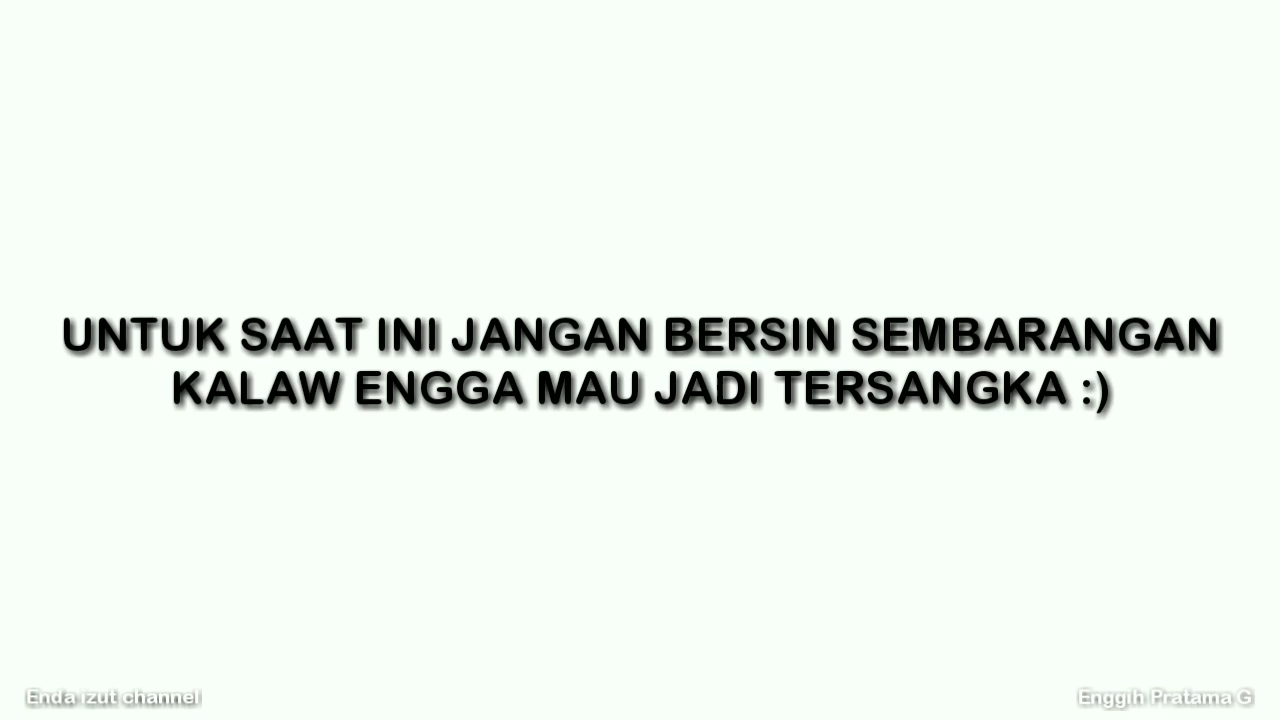 UNTUK SAAT INI JANGAN BERSIN SEMBARANGAN
KALAW ENGGA MAU JADI TERSANGKA :)
Enda izut channel
Enggih Pratama G